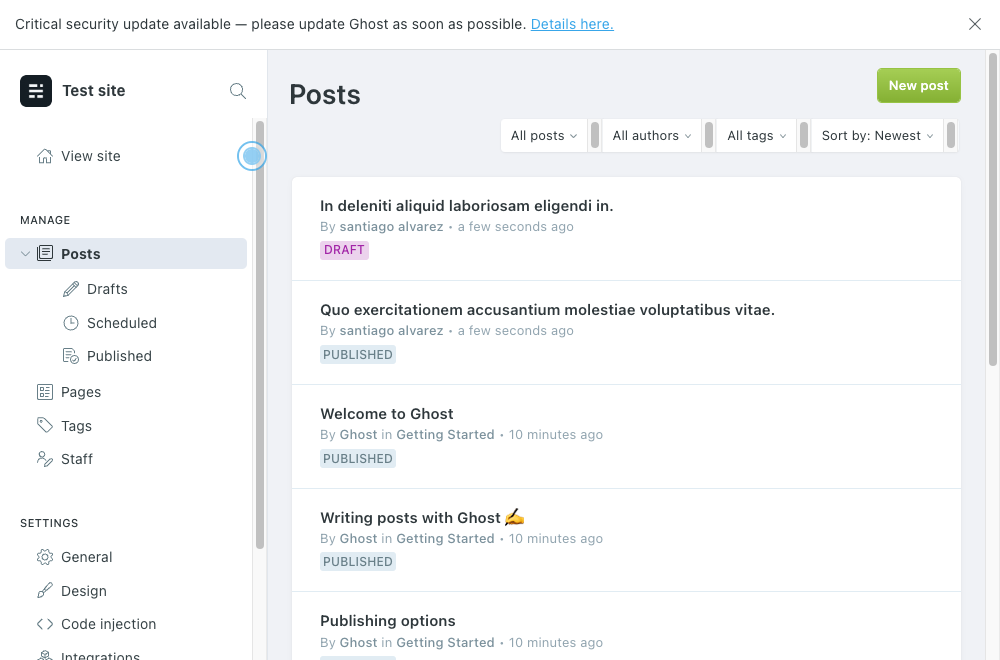 Critical security update available — please update Ghost as soon as possible. Details here.
Test site
View site
MANAGE
Posts
Drafts
Scheduled
Published
Pages
Tags
Staff
SETTINGS
General
Design
Code injection
Integrations
Posts
New post
All posts
All authors
All tags
Sort by: Newest
In deleniti aliquid laboriosam eligendi in.
By santiago alvarez • a few seconds ago
DRAFT
Quo exercitationem accusantium molestiae voluptatibus vitae.
By santiago alvarez • a few seconds ago
PUBLISHED
Welcome to Ghost
By Ghost in Getting Started • 10 minutes ago
PUBLISHED
Writing posts with Ghost ✍️
By Ghost in Getting Started • 10 minutes ago
PUBLISHED
Publishing options
By Ghost in Getting Started • 10 minutes ago